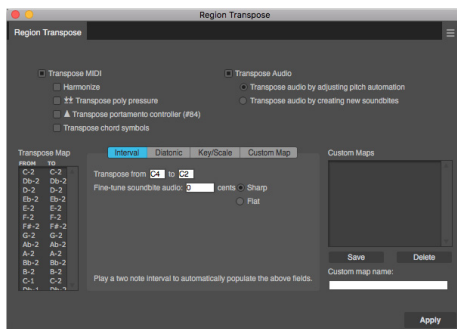 Region Transpose
Region Transpose
Transpose MIDI
Harmonize
Transpose poly pressure
Transpose portamento controller (#84)
Transpose chord symbols
Transpose Audio
Transpose audio by adjusting pitch automation
Transpose audio by creating new soundbites
Transpose Map
FROM TO
C-2 C-2
Db-2 Db-2
D-2 D-2
Eb-2 Eb-2
E-2 E-2
F-2 F-2
F#-2 F#-2
G-2 G-2
Ab-2 Ab-2
A-2 A-2
Bb-2 Bb-2
B-2 B-2
C-1 C-2
Db-1 Db-2
Interval Diatonic Key/Scale Custom Map
Transpose from C4 to C2
Fine-tune soundbite audio: 0 cents Sharp
Flat
Play a two note interval to automatically populate the above fields.
Custom Maps
Save Delete
Custom map name:
Apply